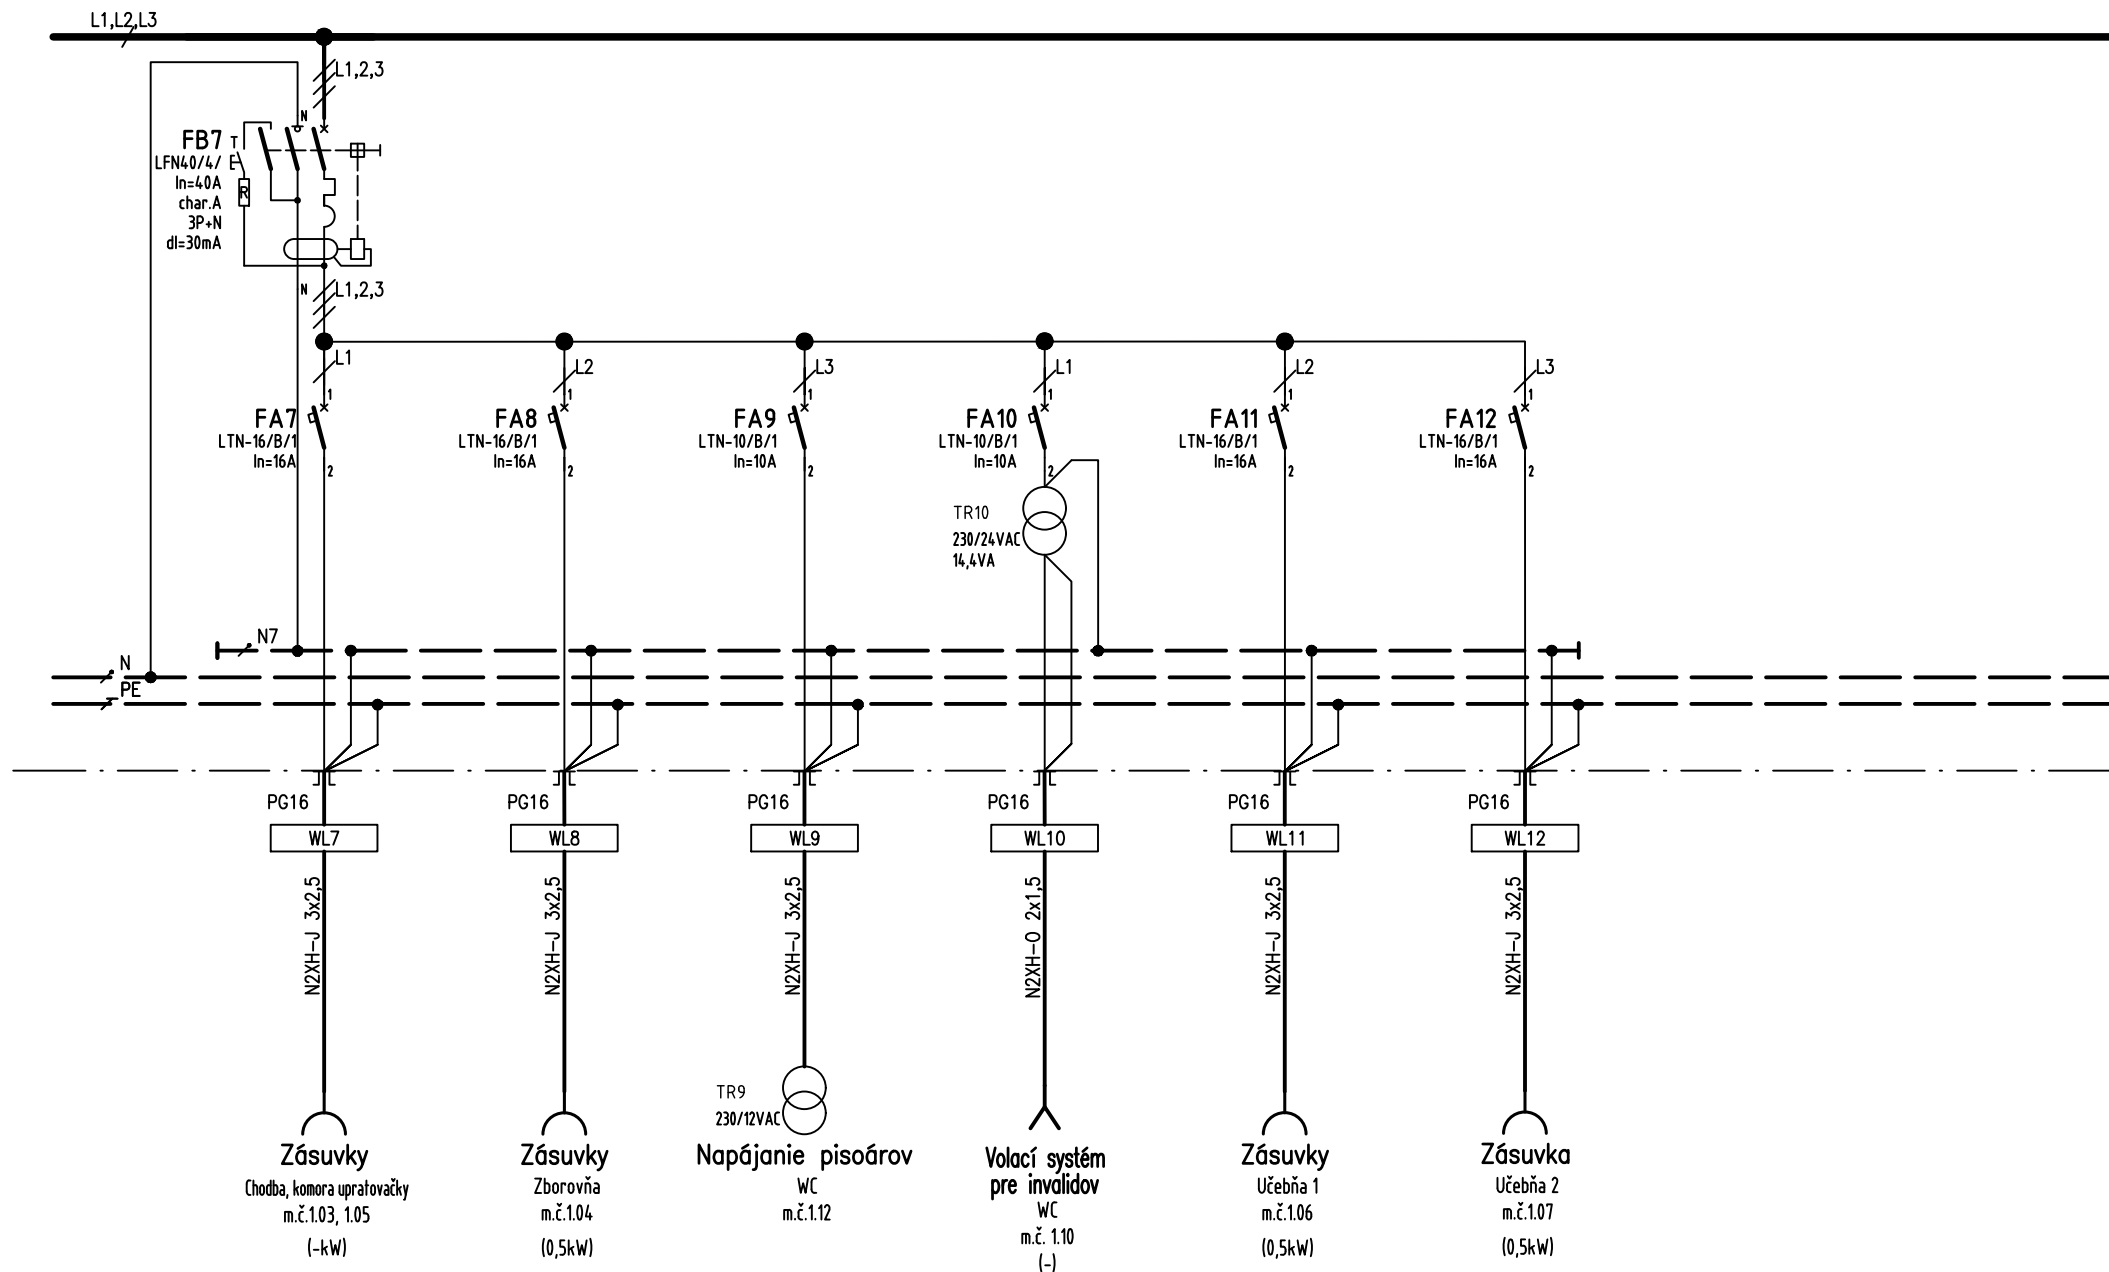 L1,L2,L3
L1,2,3
N
FB7
LFN40/4/
In=40A
char.A
3P+N
dI=30mA
T
E
R
N
L1,2,3
L1
L2
L3
L1
L2
L3
1
1
1
1
1
1
FA7
LTN-16/B/1
In=16A
2
FA8
LTN-16/B/1
In=16A
2
FA9
LTN-10/B/1
In=10A
2
FA10
LTN-10/B/1
In=10A
2
FA11
LTN-16/B/1
In=16A
2
FA12
LTN-16/B/1
In=16A
2
TR10
230/24VAC
14,4VA
N7
N
PE
PG16
PG16
PG16
PG16
PG16
PG16
WL7
WL8
WL9
WL10
WL11
WL12
N2XH-J 3x2,5
N2XH-J 3x2,5
N2XH-J 3x2,5
N2XH-O 2x1,5
N2XH-J 3x2,5
N2XH-J 3x2,5
TR9
230/12VAC
Zásuvky
Chodba, komora upratovačky
m.č.1.03, 1.05
(-kW)
Zásuvky
Zborovňa
m.č.1.04
(0,5kW)
Napájanie pisoárov
WC
m.č.1.12
Volací systém
pre invalidov
WC
m.č. 1.10
(-)
Zásuvky
Učebňa 1
m.č.1.06
(0,5kW)
Zásuvka
Učebňa 2
m.č.1.07
(0,5kW)